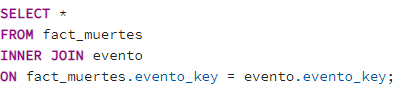 SELECT *
FROM fact_muertes
INNER JOIN evento
ON fact_muertes.evento_key = evento.evento_key;